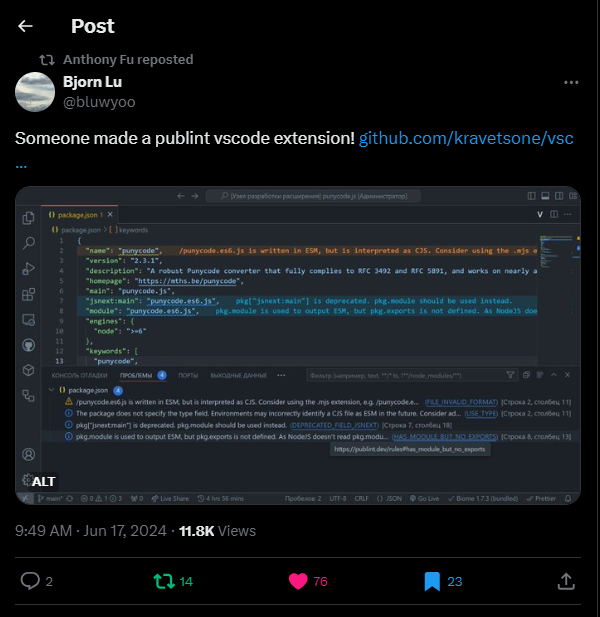 Post
Anthony Fu reposted
Bjorn Lu
@bluwyoo
Someone made a publint vscode extension! github.com/kravetsone/vsc
...
[Узел разработки расширения] punycode.js [Администратор]
package.json 1
package.json > [ ] keywords
1 {
2 "name": "punycode", /punycode.es6.js is written in ESM, but is interpreted as CJS. Consider using the .mjs e
3 "version": "2.3.1",
4 "description": "A robust Punycode converter that fully complies to RFC 3492 and RFC 5891, and works on nearly a
5 "homepage": "https://mths.be/punycode",
6 "main": "punycode.js",
7 "jsnext:main": "punycode.es6.js", pkg["jsnext:main"] is deprecated. pkg.module should be used instead.
8 "module": "punycode.es6.js", pkg.module is used to output ESM, but pkg.exports is not defined. As NodeJS doe
9 "engines": {
10 "node": ">=6"
11 },
12 "keywords": [
13 "punycode",
КОНСОЛЬ ОТЛАДКИ ПРОБЛЕМЫ 4 ПОРТЫ ВЫХОДНЫЕ ДАННЫЕ ... Фильтр (например, text, **/*.ts, !**/node_modules/**)
package.json 4
/punycode.es6.js is written in ESM, but is interpreted as CJS. Consider using the .mjs extension, e.g. /punycode.e... (FILE_INVALID_FORMAT) [Строка 2, столбец 11]
The package does not specify the type field. Environments may incorrectly identify a CJS file as ESM in the future. Consider ad... (USE_TYPE) [Строка 2, столбец 11]
pkg["jsnext:main"] is deprecated. pkg.module should be used instead. (DEPRECATED_FIELD_JSNEXT) [Строка 7, столбец 18]
pkg.module is used to output ESM, but pkg.exports is not defined. As NodeJS doesn't read pkg.modu... (HAS_MODULE_BUT_NO_EXPORTS) [Строка 8, столбец 13]
https://publint.dev/rules#has_module_but_no_exports
ALT
main* 0 1 3 0 Live Share 4 hrs 56 mins Пробелов: 2 UTF-8 CRLF {} JSON Go Live Biome 1.7.3 (bundled) Prettier
9:49 AM · Jun 17, 2024 · 11.8K Views
2 14 76 23